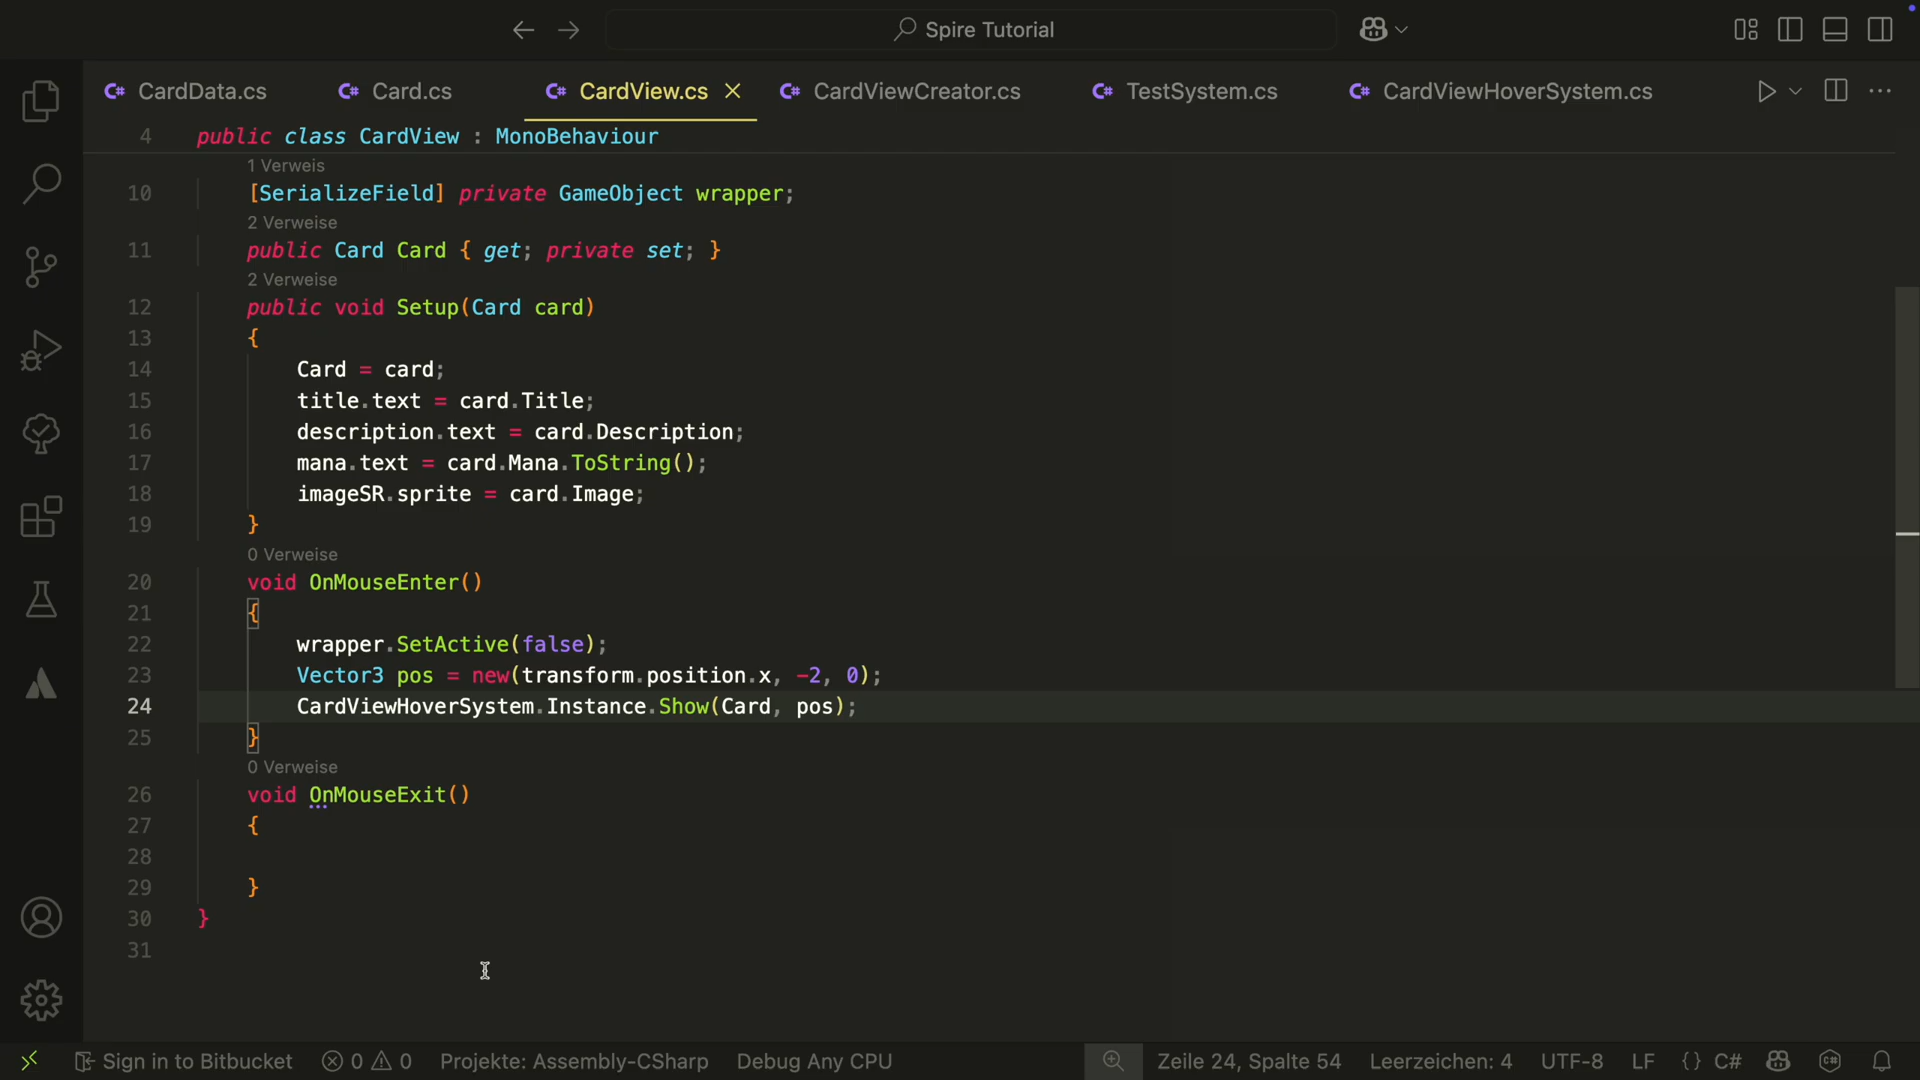 Spire Tutorial
CardData.cs Card.cs CardView.cs CardViewCreator.cs TestSystem.cs CardViewHoverSystem.cs
4 public class CardView : MonoBehaviour
1 Verweis
10 [SerializeField] private GameObject wrapper;
2 Verweise
11 public Card Card { get; private set; }
2 Verweise
12 public void Setup(Card card)
13 {
14 Card = card;
15 title.text = card.Title;
16 description.text = card.Description;
17 mana.text = card.Mana.ToString();
18 imageSR.sprite = card.Image;
19 }
0 Verweise
20 void OnMouseEnter()
21 {
22 wrapper.SetActive(false);
23 Vector3 pos = new(transform.position.x, -2, 0);
24 CardViewHoverSystem.Instance.Show(Card, pos);
25 }
0 Verweise
26 void OnMouseExit()
27 {
28
29 }
30 }
31
Sign in to Bitbucket 0 0 Projekte: Assembly-CSharp Debug Any CPU Zeile 24, Spalte 54 Leerzeichen: 4 UTF-8 LF {} C#